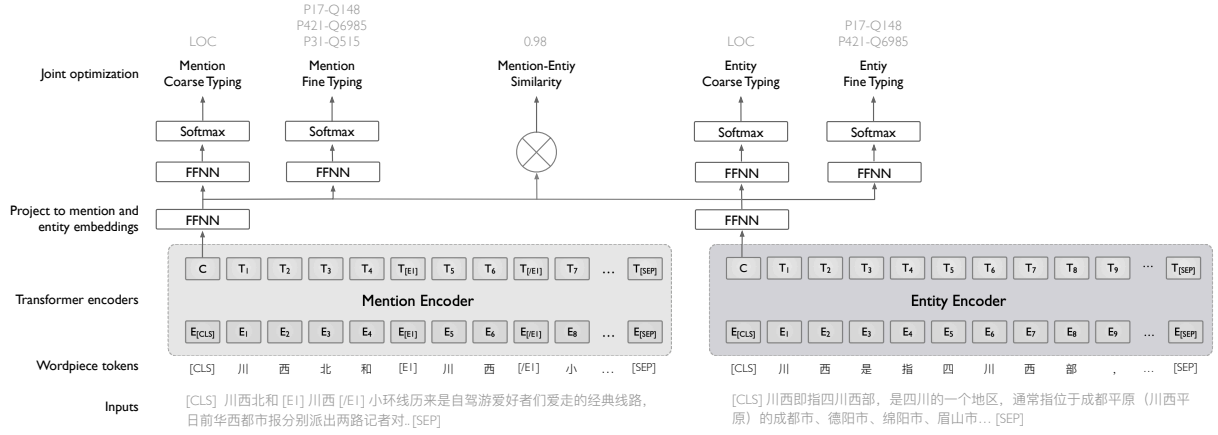 P17-Q148 P17-Q148
P421-Q6985 P421-Q6985
LOC P31-Q515 0.98 LOC
Joint optimization Mention Coarse Typing Mention Fine Typing Mention-Entiy Similarity Entity Coarse Typing Entiy Fine Typing
Softmax Softmax Softmax Softmax
FFNN FFNN FFNN FFNN
Project to mention and entity embeddings FFNN FFNN
C T1 T2 T3 T4 T[E1] T5 T6 T[/E1] T7 ... T[SEP] C T1 T2 T3 T4 T5 T6 T7 T8 T9 ... T[SEP]
Transformer encoders Mention Encoder Entity Encoder
E[CLS] E1 E2 E3 E4 E[E1] E5 E6 E[/E1] E8 ... E[SEP] E[CLS] E1 E2 E3 E4 E5 E6 E7 E8 E9 ... E[SEP]
Wordpiece tokens [CLS] 川 西 北 和 [E1] 川 西 [/E1] 小 ... [SEP] [CLS] 川 西 是 指 四 川 西 部 , ... [SEP]
Inputs [CLS] 川西北和 [E1] 川西 [/E1] 小环线历来是自驾游爱好者们爱走的经典线路，
日前华西都市报分别派出两路记者对.. [SEP]
[CLS] 川西即指四川西部，是四川的一个地区，通常指位于成都平原（川西平
原）的成都市、德阳市、绵阳市、眉山市... [SEP]